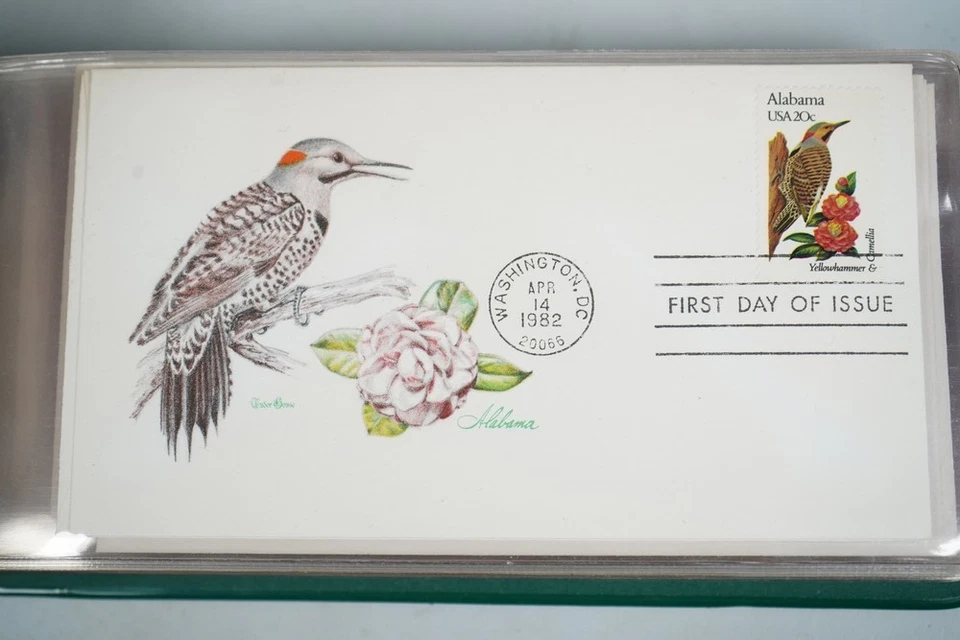 Alabama
USA 20c
Yellowhammer &
Camellia
WASHINGTON, DC
APR
14
1982
20066
FIRST DAY OF ISSUE
Alabama